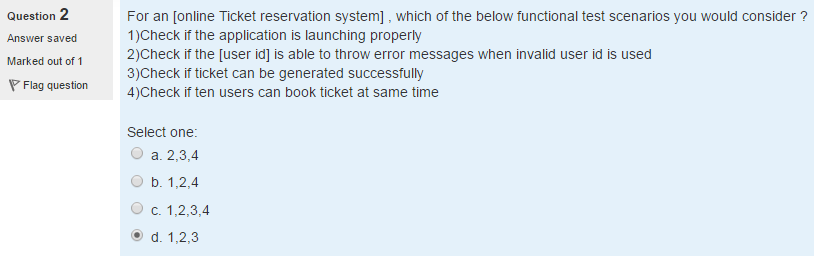 Question 2
Answer saved
Marked out of 1
Flag question
For an [online Ticket reservation system] , which of the below functional test scenarios you would consider ?
1)Check if the application is launching properly
2)Check if the [user id] is able to throw error messages when invalid user id is used
3)Check if ticket can be generated successfully
4)Check if ten users can book ticket at same time
Select one:
a. 2,3,4
b. 1,2,4
c. 1,2,3,4
d. 1,2,3